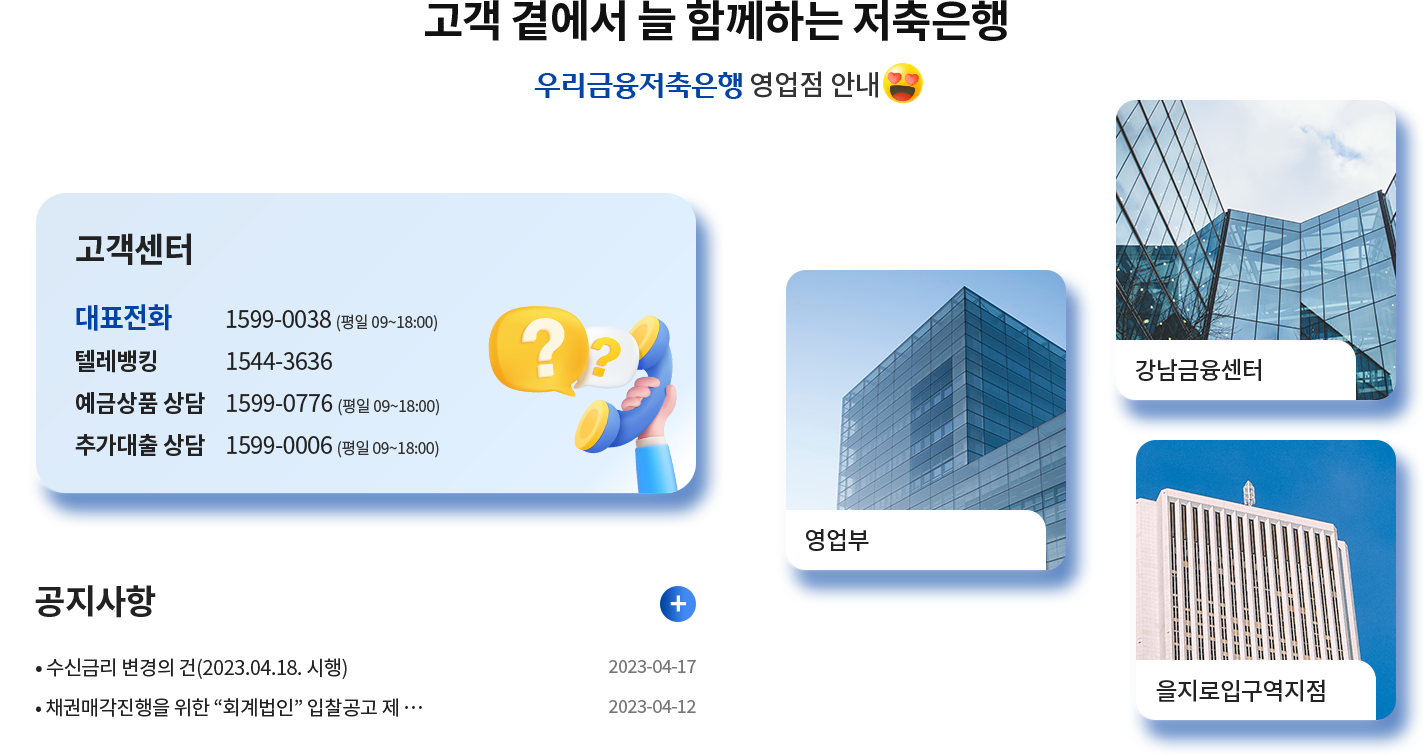 고객 곁에서 늘 함께하는 저축은행
우리금융저축은행 영업점 안내
고객센터
대표전화 1599-0038 (평일 09~18:00)
텔레뱅킹 1544-3636
예금상품 상담 1599-0776 (평일 09~18:00)
추가대출 상담 1599-0006 (평일 09~18:00)
??
공지사항
+
• 수신금리 변경의 건(2023.04.18. 시행) 2023-04-17
• 채권매각진행을 위한 “회계법인” 입찰공고 제 ⋯ 2023-04-12
영업부
강남금융센터
을지로입구역지점